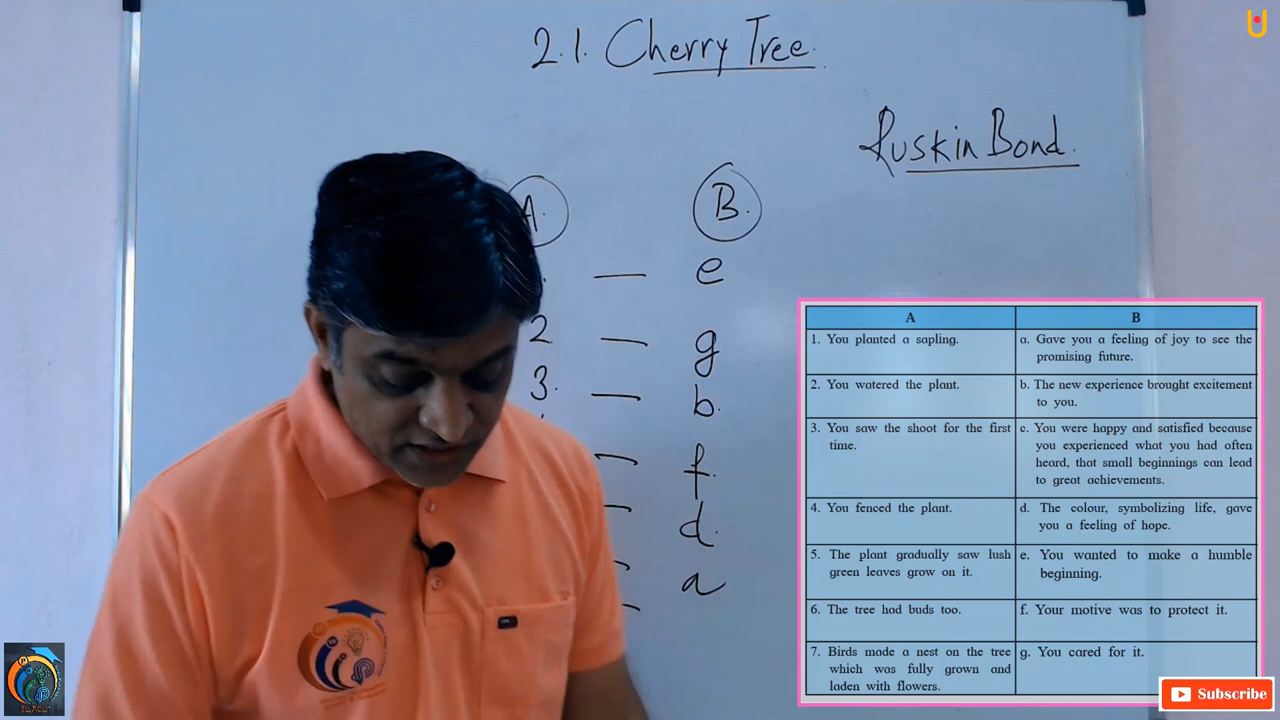 2.1. Cherry Tree.
Ruskin Bond.
A. B.
— e
2 — g
3. — b.
— f.
— d.
— a
—
A B
1. You planted a sapling.
a. Gave you a feeling of joy to see the
promising future.
2. You watered the plant.
b. The new experience brought excitement
to you.
3. You saw the shoot for the first
time.
c. You were happy and satisfied because
you experienced what you had often
heard, that small beginnings can lead
to great achievements.
4. You fenced the plant.
d. The colour, symbolizing life, gave
you a feeling of hope.
5. The plant gradually saw lush
green leaves grow on it.
e. You wanted to make a humble
beginning.
6. The tree had buds too.
f. Your motive was to protect it.
7. Birds made a nest on the tree
which was fully grown and
laden with flowers.
g. You cared for it.
Subscribe